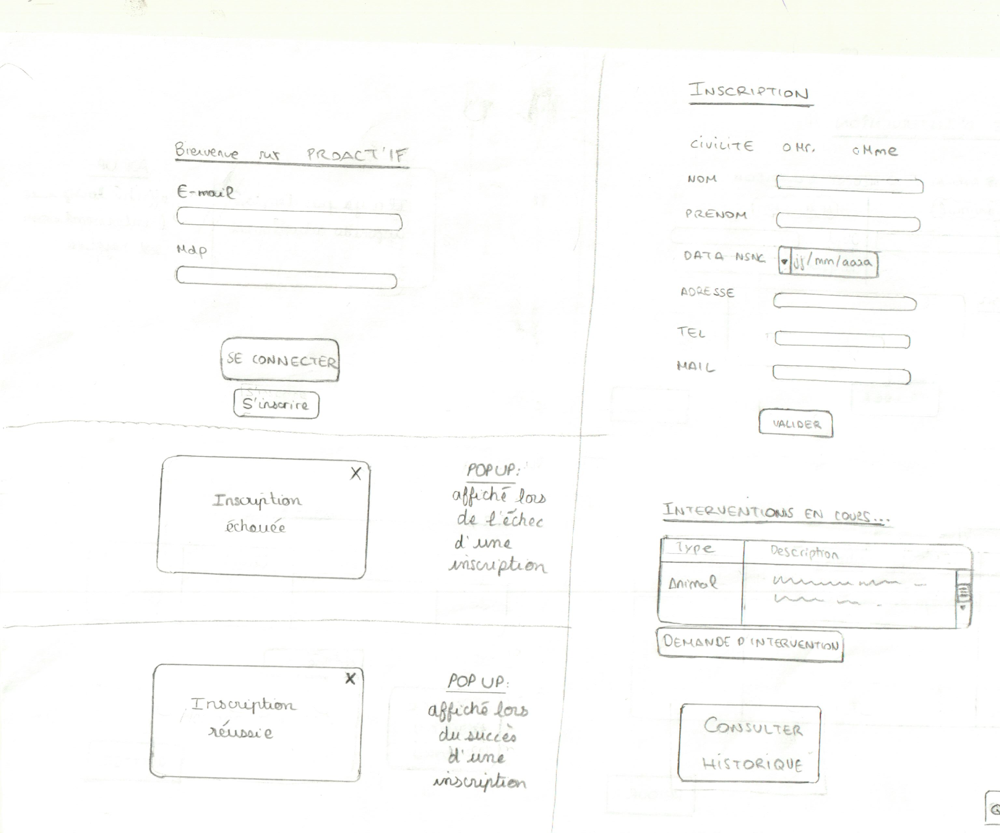 Bienvenue sur PROACT'IF
E-mail
Mdp
SE CONNECTER
S'inscrire
X
Inscription
échouée
POP UP:
affiché lors
de l'échec
d'une
inscription
X
Inscription
réussie
POP UP:
affiché lors
du succès
d'une
inscription
INSCRIPTION
CIVILITE o Mr. o Mme
NOM
PRENOM
DATA NSNC jj/mm/aaaa
ADRESSE
TEL
MAIL
VALIDER
INTERVENTIONS EN COURS...
Type Description
Animal
DEMANDE D'INTERVENTION
CONSULTER
HISTORIQUE